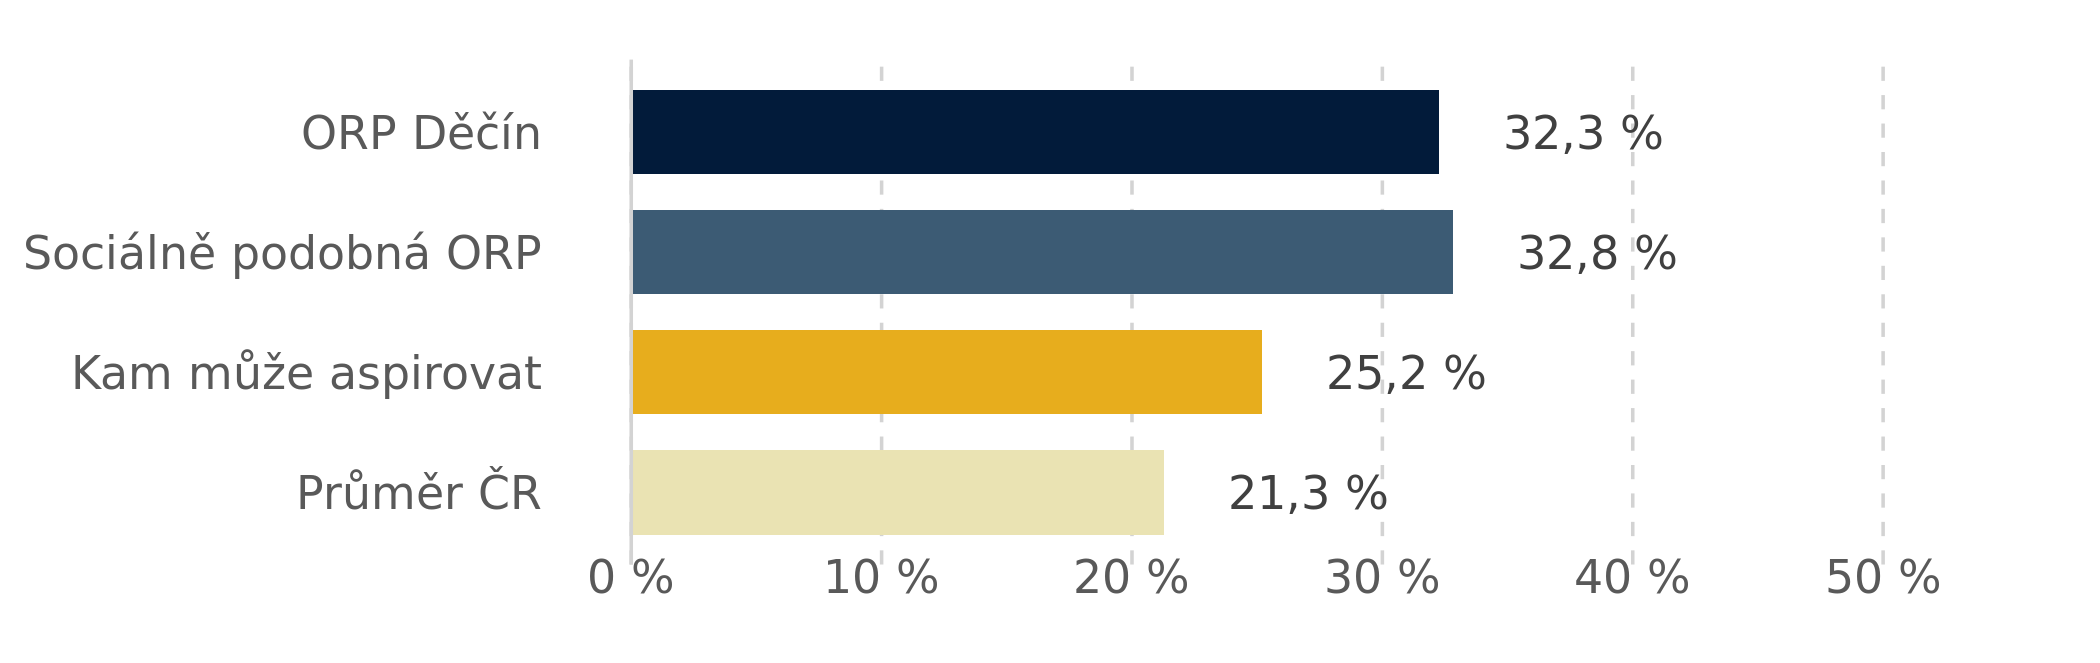 ORP Děčín
32,3 %
Sociálně podobná ORP
32,8 %
Kam může aspirovat
25,2 %
Průměr ČR
21,3 %
0 % 10 % 20 % 30 % 40 % 50 %